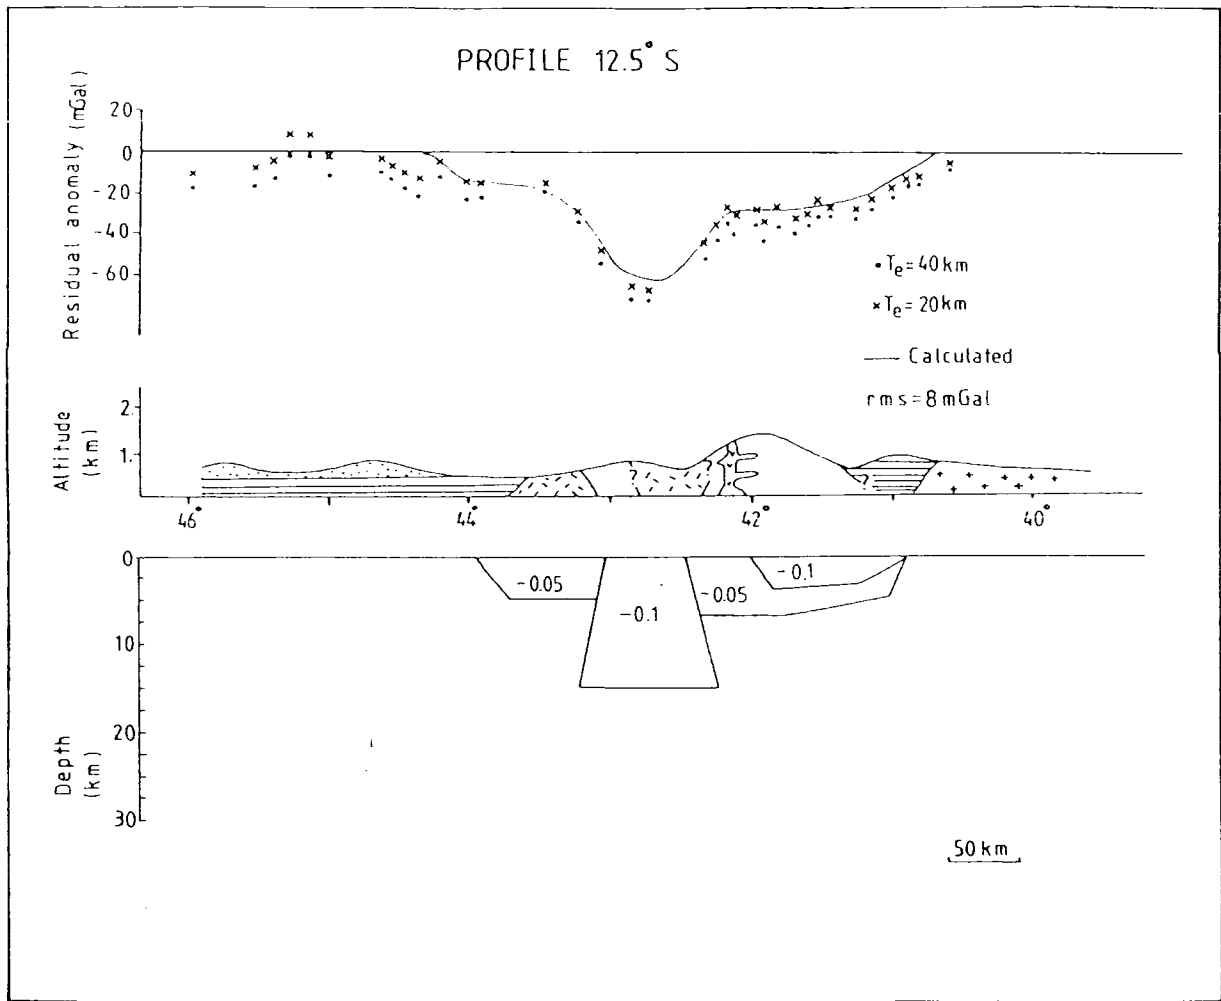 PROFILE 12.5° S
Residual anomaly (mGal)
20
0
-20
-40
-60
• Te = 40 km
× Te = 20 km
— Calculated
rms = 8 mGal
Altitude (km)
2
1
? ? ? ?
46° 44° 42° 40°
Depth (km)
0
10
20
30
-0.05
-0.1
-0.05
-0.1
50 km